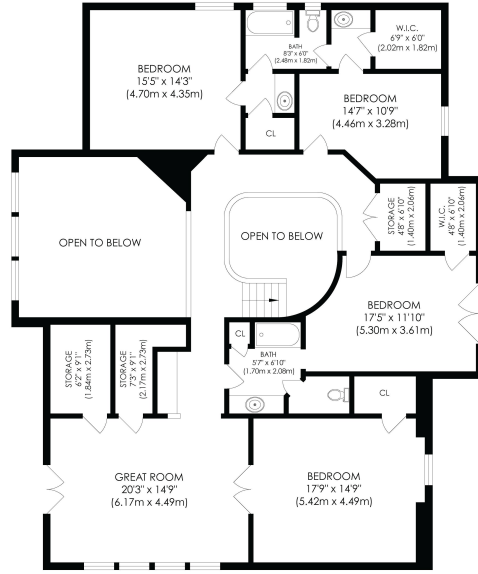 BEDROOM
15'5" x 14'3"
(4.70m x 4.35m)
BATH
8'3" x 6'0"
(2.48m x 1.82m)
W.I.C.
6'9" x 6'0"
(2.02m x 1.82m)
CL
BEDROOM
14'7" x 10'9"
(4.46m x 3.28m)
OPEN TO BELOW
OPEN TO BELOW
STORAGE
4'8" x 6'10"
(1.40m x 2.06m)
W.I.C.
4'8" x 6'10"
(1.40m x 2.06m)
BEDROOM
17'5" x 11'10"
(5.30m x 3.61m)
STORAGE
6'2" x 9'1"
(1.84m x 2.73m)
STORAGE
7'3" x 9'1"
(2.17m x 2.73m)
CL
BATH
5'7" x 6'10"
(1.70m x 2.08m)
CL
GREAT ROOM
20'3" x 14'9"
(6.17m x 4.49m)
BEDROOM
17'9" x 14'9"
(5.42m x 4.49m)